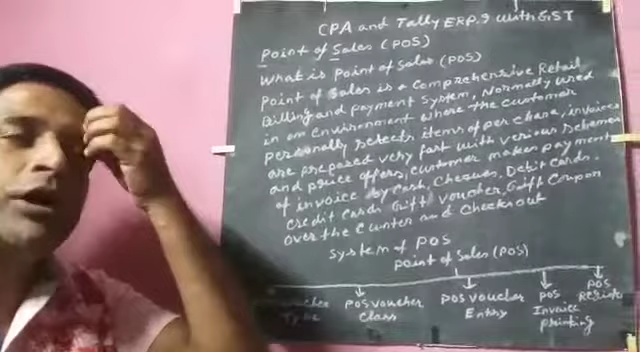 CPA and Tally ERP.9 with GST
Point of Sales (POS)
What is Point of Sales (POS)
Point of Sales is a Comprehensive Retail
Billing and payment System, Normally used
in an Environment where the Customer
personally selects items of perchase, invoices
are prepared very fast with verious schemes
and price offers, Customer makes payment
of invoice by Cash, Cheques, Debit Cards,
Credit Cards Gift Voucher, Gift Coupon
over the Counter and Checkout
System of POS
Point of Sales (POS)
POS Voucher POS Voucher POS POS
Type Class Entry Invoice
Printing